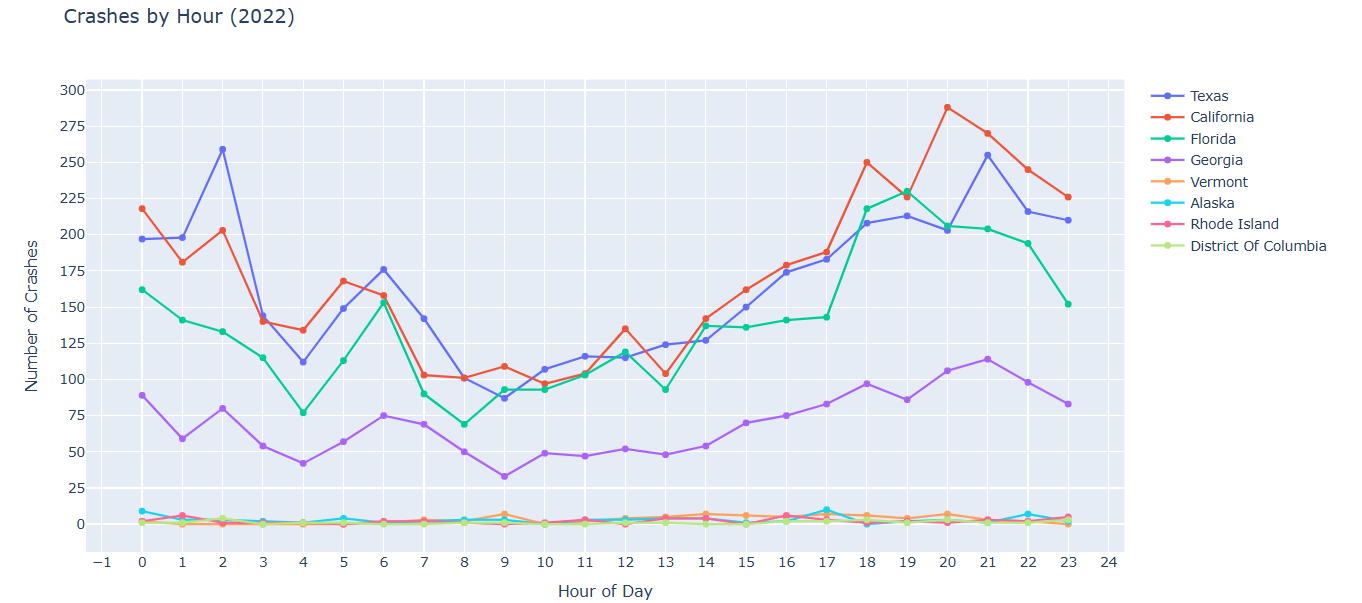 Crashes by Hour (2022)
300
275
250
225
200
175
150
125
100
75
50
25
0
Number of Crashes
−1 0 1 2 3 4 5 6 7 8 9 10 11 12 13 14 15 16 17 18 19 20 21 22 23 24
Hour of Day
Texas
California
Florida
Georgia
Vermont
Alaska
Rhode Island
District Of Columbia